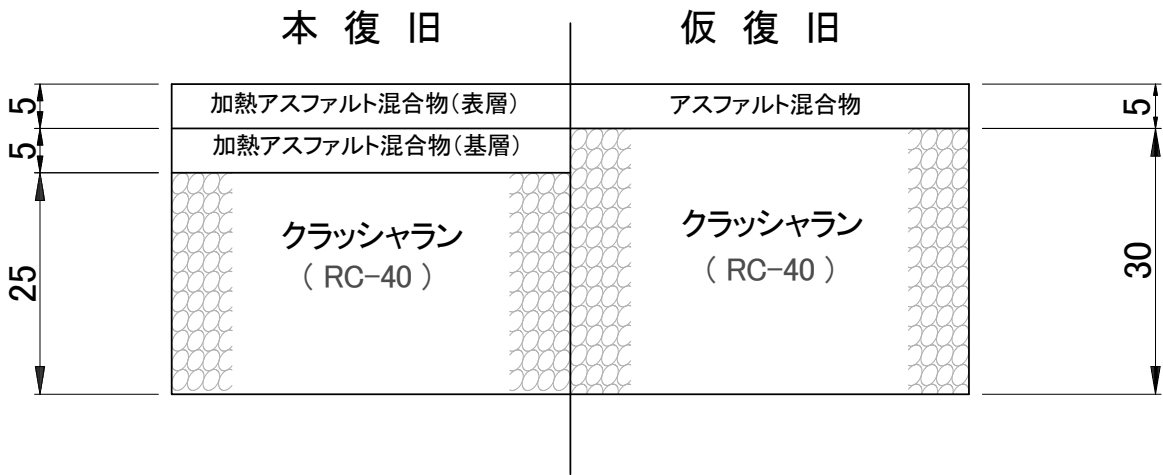 本復旧
仮復旧
5
加熱アスファルト混合物(表層)
アスファルト混合物
5
5
加熱アスファルト混合物(基層)
25
クラッシャラン
( RC-40 )
クラッシャラン
( RC-40 )
30